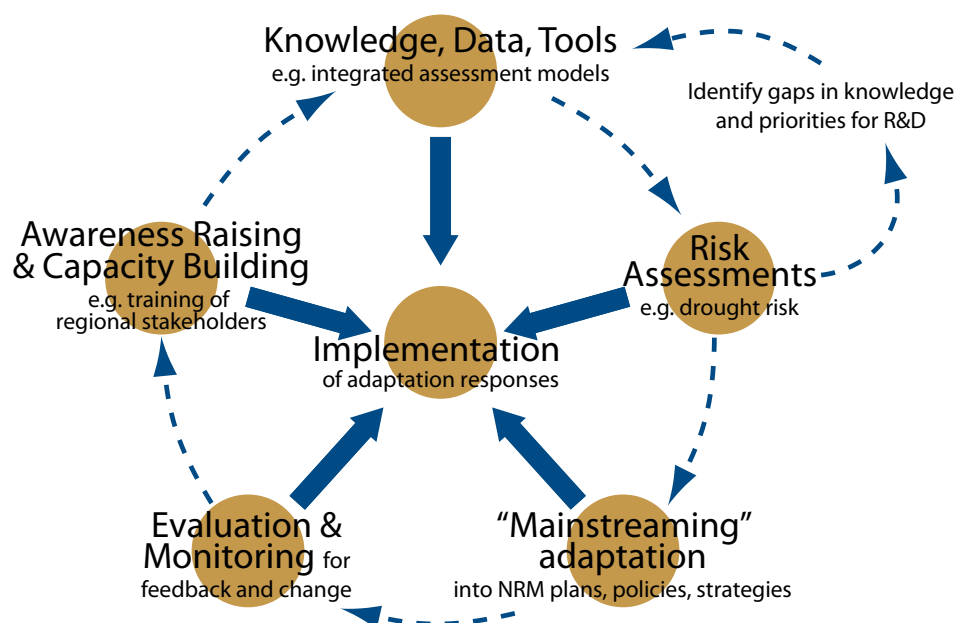 Knowledge, Data, Tools
e.g. integrated assessment models
Identify gaps in knowledge
and priorities for R&D
Awareness Raising
& Capacity Building
e.g. training of
regional stakeholders
Risk
Assessments
e.g. drought risk
Implementation
of adaptation responses
Evaluation &
Monitoring for
feedback and change
“Mainstreaming”
adaptation
into NRM plans, policies, strategies